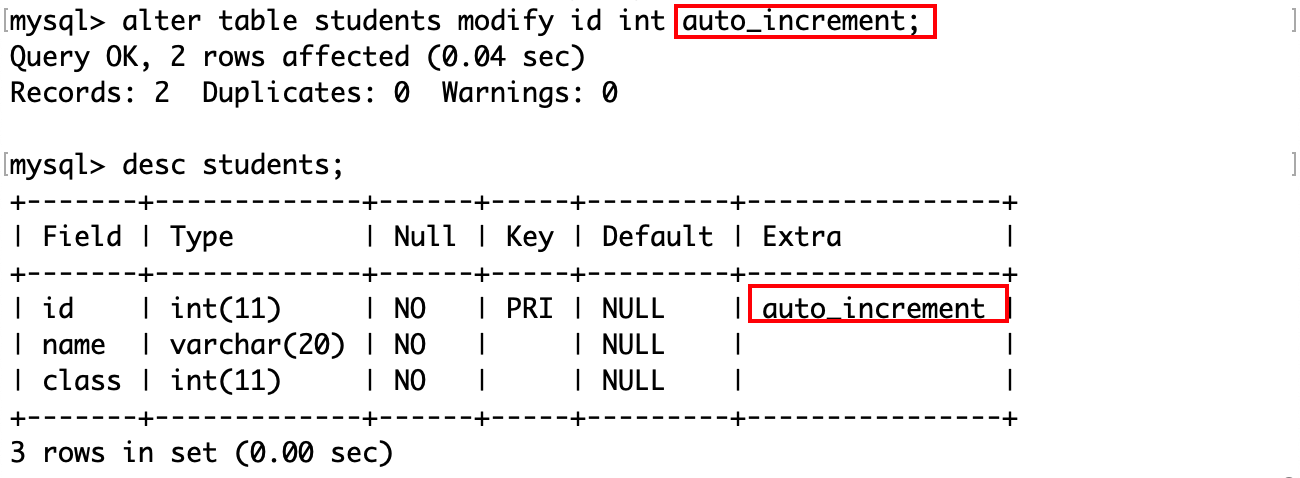 mysql> alter table students modify id int auto_increment;
Query OK, 2 rows affected (0.04 sec)
Records: 2  Duplicates: 0  Warnings: 0
mysql> desc students;
+-------+-------------+------+-----+---------+----------------+
| Field | Type        | Null | Key | Default | Extra          |
+-------+-------------+------+-----+---------+----------------+
| id    | int(11)     | NO   | PRI | NULL    | auto_increment |
| name  | varchar(20) | NO   |     | NULL    |                |
| class | int(11)     | NO   |     | NULL    |                |
+-------+-------------+------+-----+---------+----------------+
3 rows in set (0.00 sec)